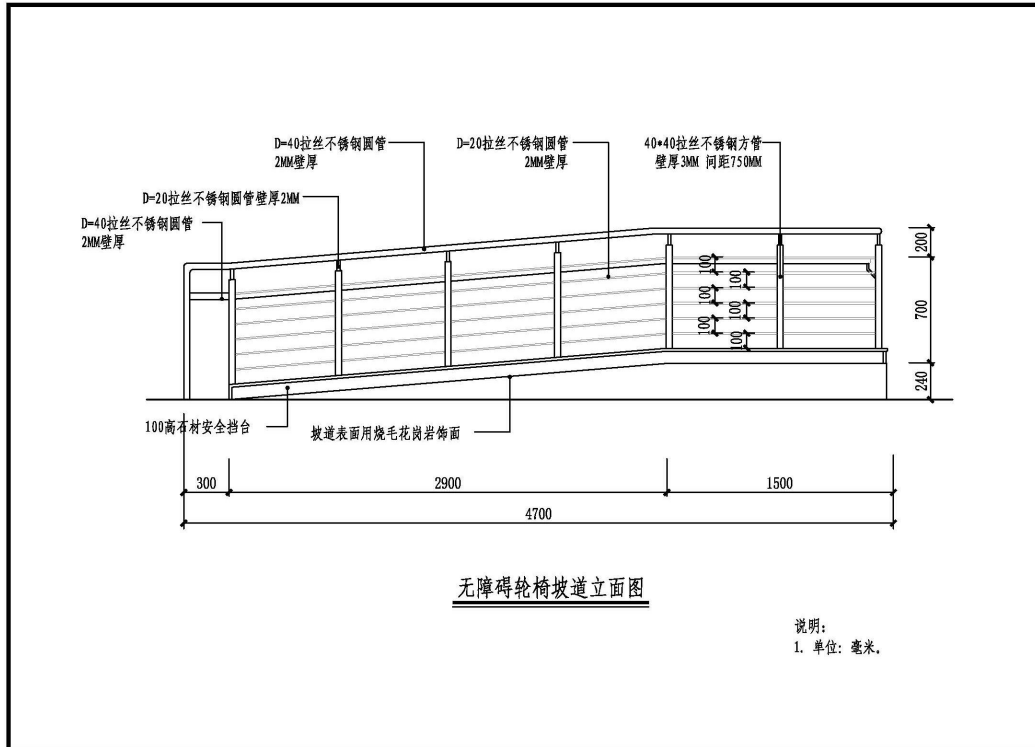 D=40拉丝不锈钢圆管
2MM壁厚
D=20拉丝不锈钢圆管
2MM壁厚
40*40拉丝不锈钢方管
壁厚3MM 间距750MM
D=20拉丝不锈钢圆管壁厚2MM
D=40拉丝不锈钢圆管
2MM壁厚
200
100
100
100
100
100
100
700
240
100高石材安全挡台
坡道表面用烧毛花岗岩饰面
300
2900
1500
4700
无障碍轮椅坡道立面图
说明:
1. 单位: 毫米.